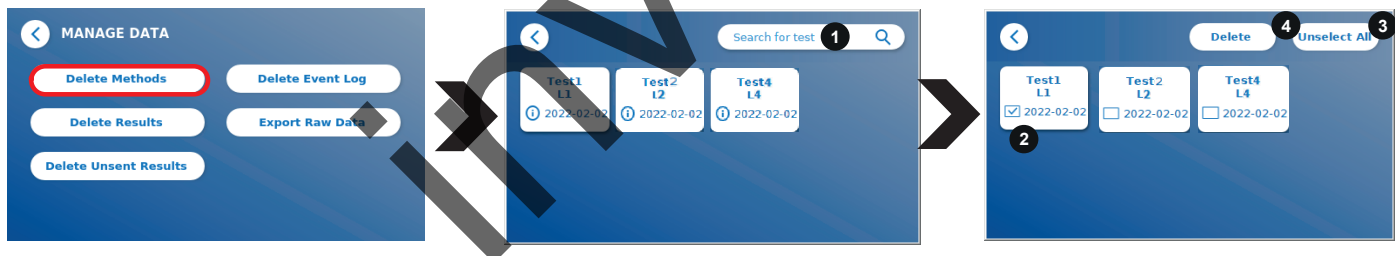 MANAGE DATA
Delete Methods
Delete Event Log
Delete Results
Export Raw Data
Delete Unsent Results
Search for test 1
Test1
L1
2022-02-02
Test2
L2
2022-02-02
Test4
L4
2022-02-02
Delete 4
Unselect All 3
Test1
L1
2022-02-02
2
Test2
L2
2022-02-02
Test4
L4
2022-02-02